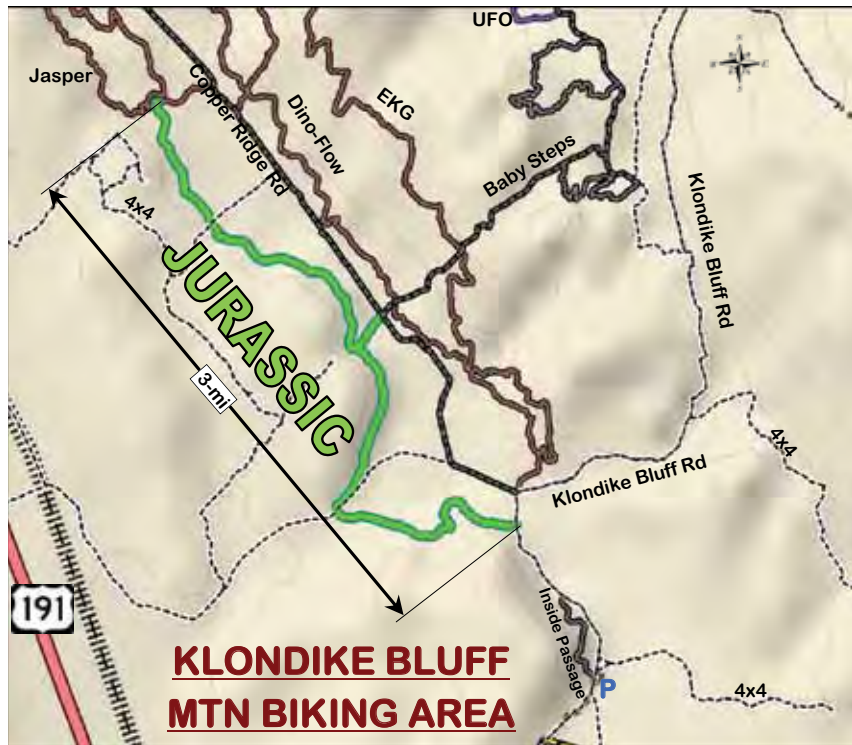 UFO
Jasper
Copper Ridge Rd
Dino-Flow
EKG
Baby Steps
Klondike Bluff Rd
4x4
JURASSIC
3-mi
4x4
Klondike Bluff Rd
191
Inside Passage
KLONDIKE BLUFF
MTN BIKING AREA
P
4x4